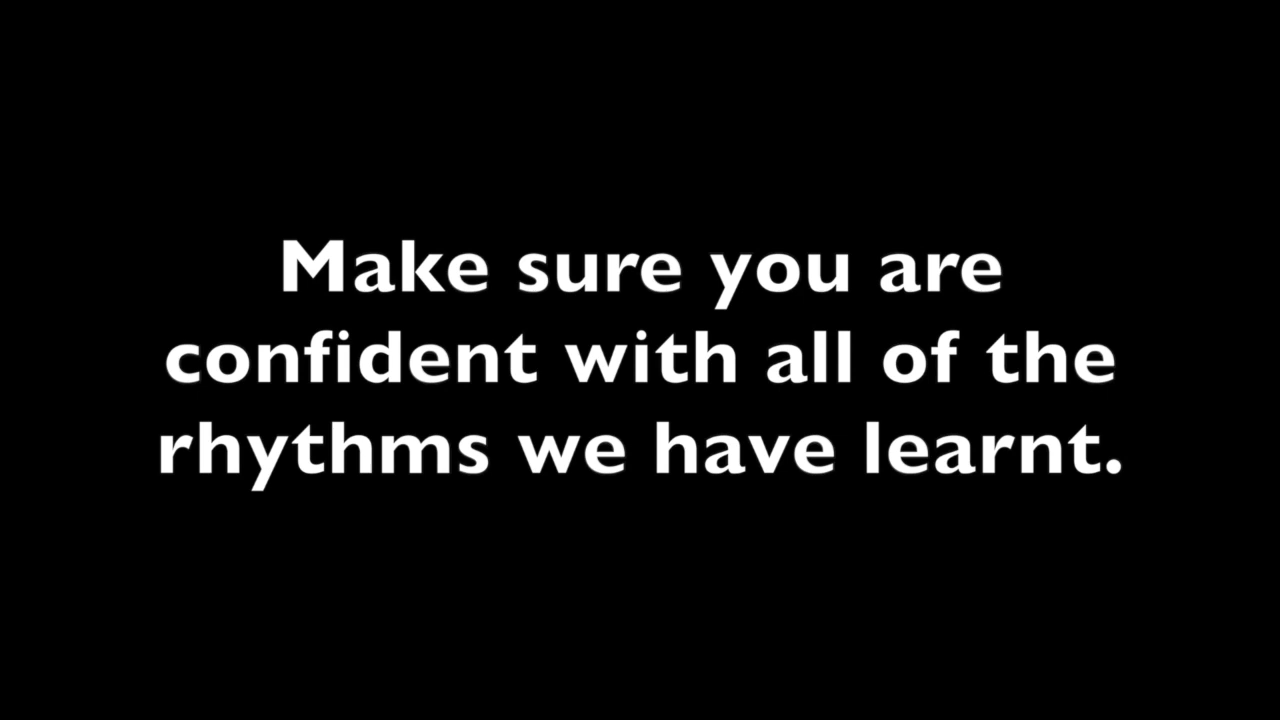 Make sure you are
confident with all of the
rhythms we have learnt.